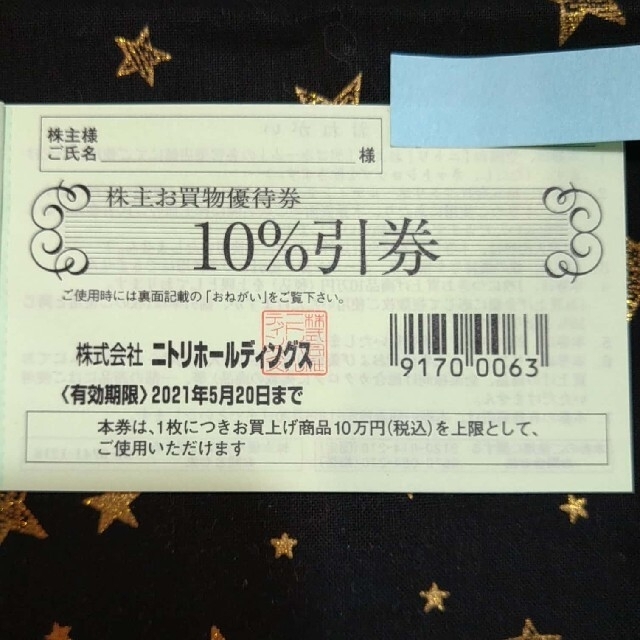 株主様
ご氏名
様
株主お買物優待券
10%引券
ご使用時には裏面記載の「おねがい」をご覧下さい。
株式会社 ニトリホールディングス
9170 0063
〈有効期限〉2021年5月20日まで
本券は、1枚につきお買上げ商品10万円(税込)を上限として、
ご使用いただけます